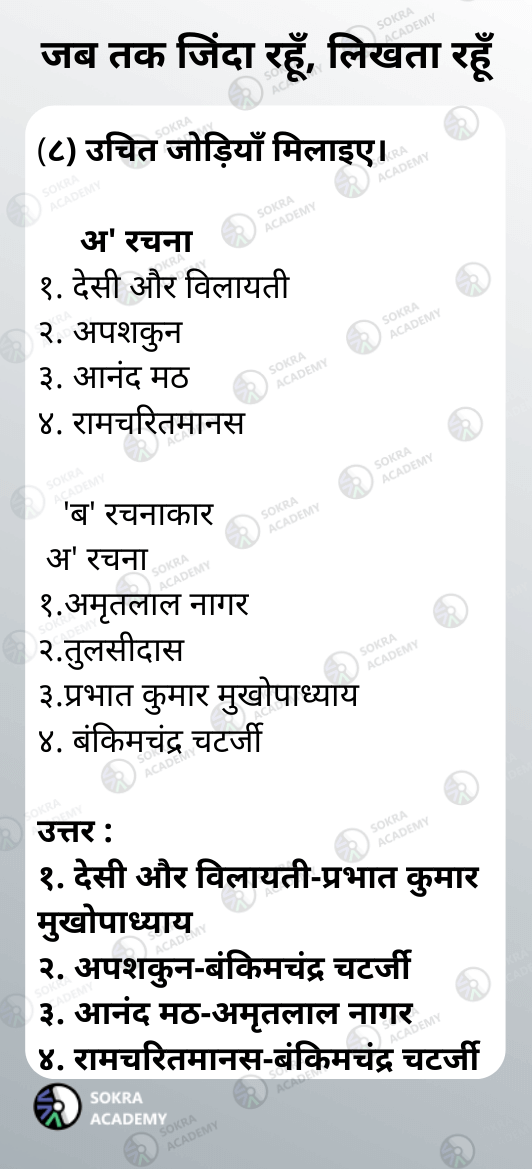 जब तक जिंदा रहूँ, लिखता रहूँ
(८) उचित जोड़ियाँ मिलाइए।
अ' रचना
१. देसी और विलायती
२. अपशकुन
३. आनंद मठ
४. रामचरितमानस
'ब' रचनाकार
अ' रचना
१.अमृतलाल नागर
२.तुलसीदास
३.प्रभात कुमार मुखोपाध्याय
४. बंकिमचंद्र चटर्जी
उत्तर :
१. देसी और विलायती-प्रभात कुमार
मुखोपाध्याय
२. अपशकुन-बंकिमचंद्र चटर्जी
३. आनंद मठ-अमृतलाल नागर
४. रामचरितमानस-बंकिमचंद्र चटर्जी
SOKRA
ACADEMY